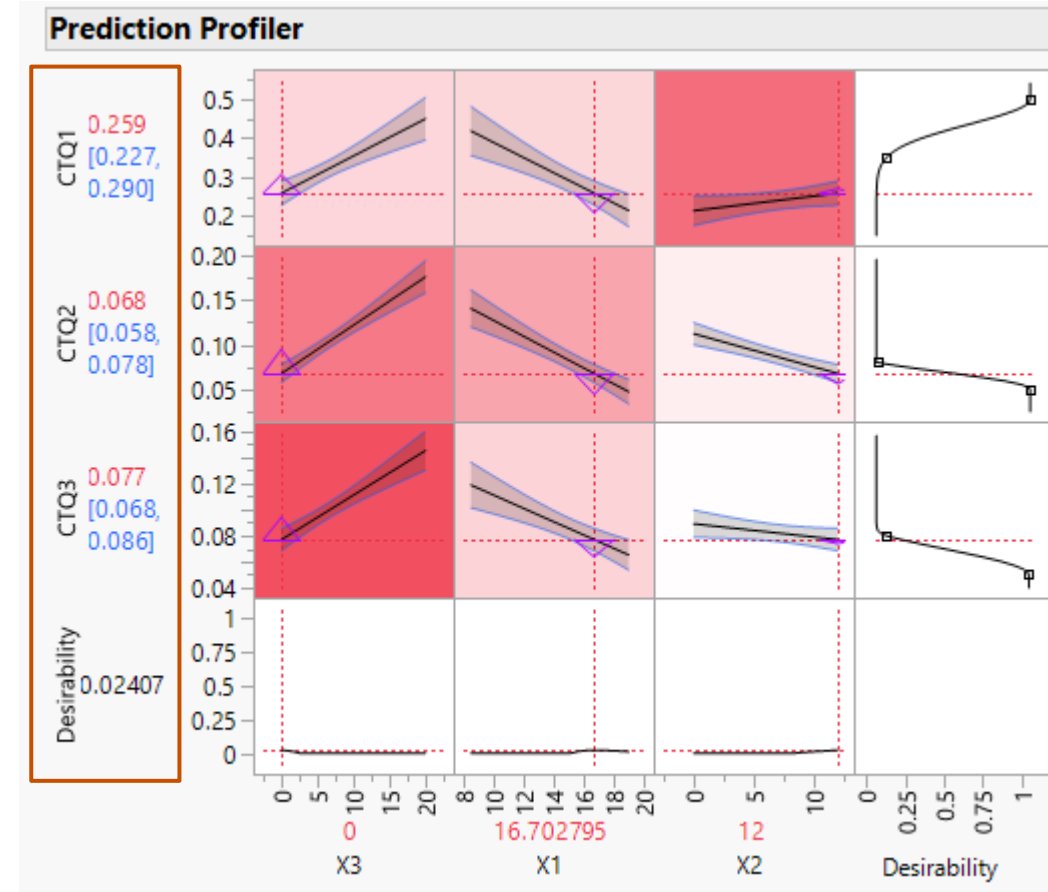 Prediction Profiler
CTQ1
0.259
[0.227,
0.290]
0.5
0.4
0.3
0.2
CTQ2
0.068
[0.058,
0.078]
0.20
0.15
0.10
0.05
CTQ3
0.077
[0.068,
0.086]
0.16
0.12
0.08
0.04
Desirability
0.02407
1
0.75
0.5
0.25
0
0 5 10 15 20
8 10 12 14 16 18 20
0 5 10
0 0.25 0.5 0.75 1
0 16.702795 12
X3 X1 X2 Desirability